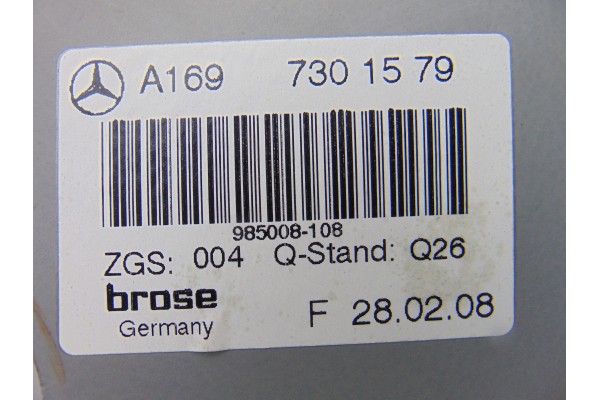 A169 730 15 79
985008-108
ZGS: 004 Q-Stand: Q26
brose
Germany
F 28.02.08